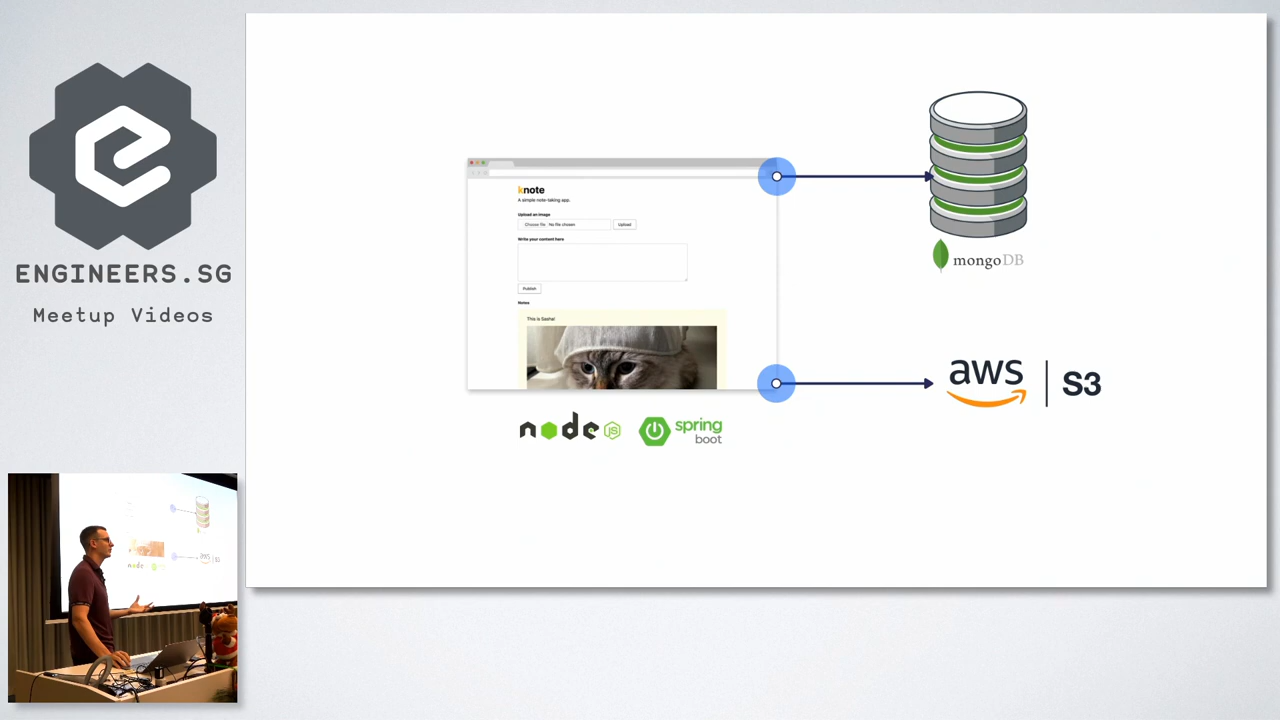 ENGINEERS.SG
Meetup Videos
knote
A simple note-taking app.
Upload an image
Choose file No file chosen
Upload
Write your content here
Publish
Notes
This is Sasha!
node
JS
spring
boot
mongoDB
aws | S3